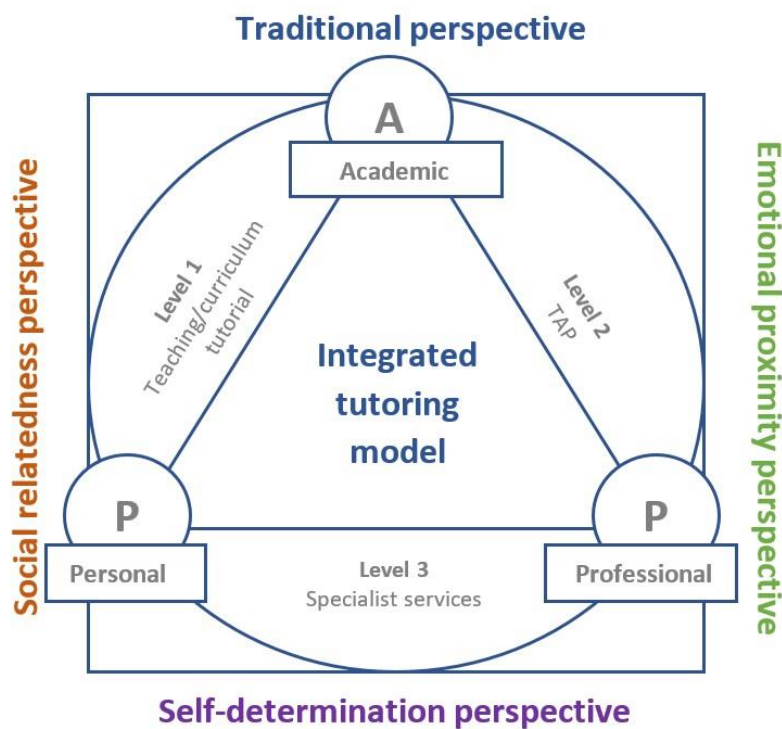 Traditional perspective
A
Academic
Social relatedness perspective
Emotional proximity perspective
Level 1
Teaching/curriculum
tutorial
Level 2
TAP
Integrated
tutoring
model
P
Personal
P
Professional
Level 3
Specialist services
Self-determination perspective